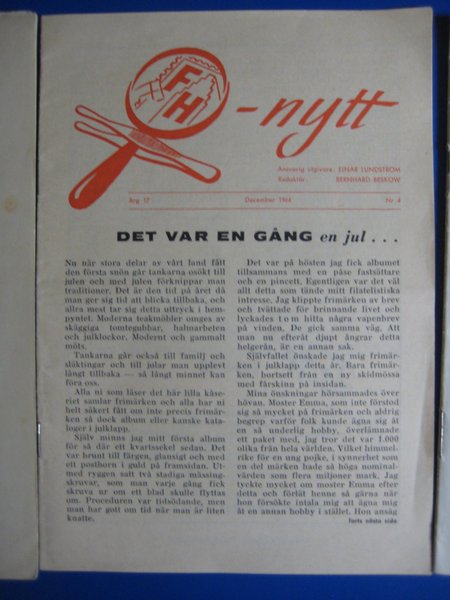 FH
-nytt
Ansvarig utgivare: EINAR LUNDSTRÖM
Redaktör: BERNHARD BESKOW
Årg 17 December 1964 Nr 4
DET VAR EN GÅNG en jul . . .
Nu när stora delar av vårt land fått
den första snön går tankarna osökt till
julen och med julen förknippar man
traditioner. Det är den tid på året då
man ger sig tid att blicka tillbaka, och
allra mest tar sig detta uttryck i hem-
pyntet. Moderna teakmöbler omges av
skäggiga tomtegubbar, halmarbeten
och julklockor. Modernt och gammalt
möts.
Tankarna går också till familj och
släktingar och till jular man upplevt
långt tillbaka — så långt minnet kan
föra oss.
Alla ni som läser det här lilla kåse-
riet samlar frimärken och alla har ni
helt säkert fått om inte precis frimär-
ken så dock album eller kanske kata-
loger i julklapp.
Själv minns jag mitt första album
för så där ett kvartssekel sedan. Det
var brunt till färgen, glansigt och med
ett posthorn i guld på framsidan. Ut-
med ryggen satt två stadiga mässing-
skruvar, som man varje gång fick
skruva ur om ett blad skulle flyttas
om. Proceduren var tidsödande, men
man har gott om tid när man är liten
knatte.
Det var på hösten jag fick albumet
tillsammans med en påse fastsättare
och en pincett. Egentligen var det väl
allt detta som tände mitt filatelistiska
intresse. Jag klippte frimärken av brev
och tvättade för brinnande livet och
lyckades t o m hitta några vapenbrev
på vinden. De gick samma väg. Att
man nu efteråt djupt ångrar detta
helgerån, är en annan sak.
Självfallet önskade jag mig frimär-
ken i julklapp detta år. Bara frimär-
ken, bortsett från en ny skidmössa
med fårskinn på insidan.
Mina önskningar hörsammades över
hövan. Moster Emma, som inte förstod
sig så mycket på frimärken och aldrig
begrep varför folk kunde ägna sig åt
en så underlig hobby, överlämnade
ett paket med, jag tror det var 1.000
olika från hela världen. Vilket himmel-
rike för en ung pojke, i synnerhet som
en del märken hade så höga nominal-
värden som flera miljoner mark. Jag
tyckte mycket om moster Emma efter
detta och förlät henne så gärna när
hon försökte intala mig att ägna mig
åt en annan hobby i stället. Hon ansåg
forts nästa sida